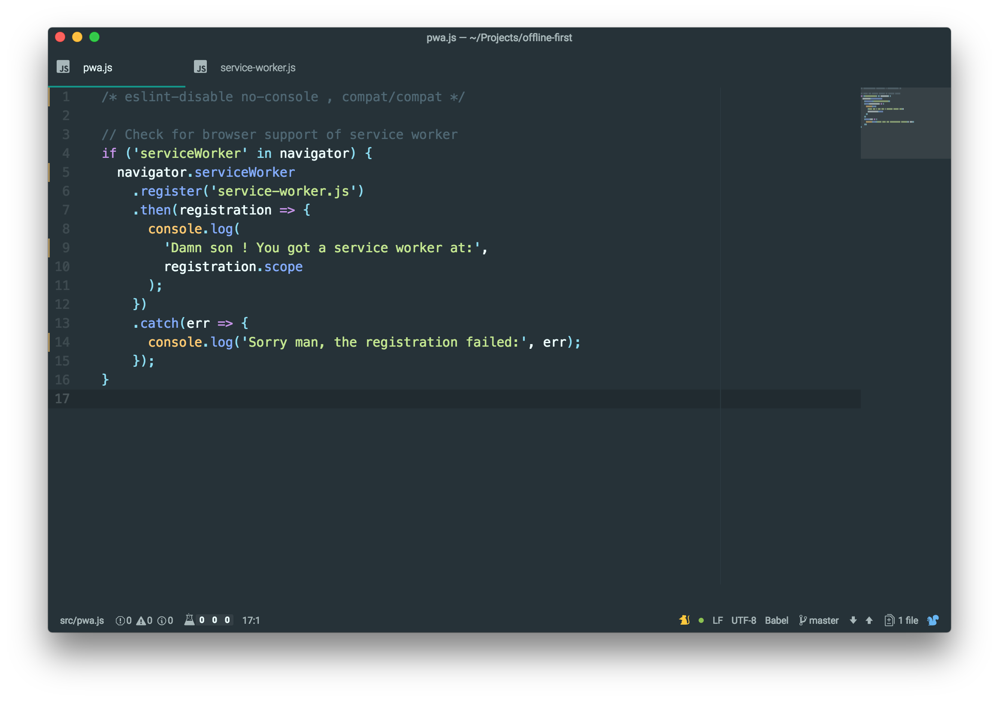 pwa.js — ~/Projects/offline-first
JS pwa.js JS service-worker.js
1 /* eslint-disable no-console , compat/compat */
2
3 // Check for browser support of service worker
4 if ('serviceWorker' in navigator) {
5 navigator.serviceWorker
6 .register('service-worker.js')
7 .then(registration => {
8 console.log(
9 'Damn son ! You got a service worker at:',
10 registration.scope
11 );
12 })
13 .catch(err => {
14 console.log('Sorry man, the registration failed:', err);
15 });
16 }
17
src/pwa.js 0 0 0 0 0 0 17:1 LF UTF-8 Babel master 1 file